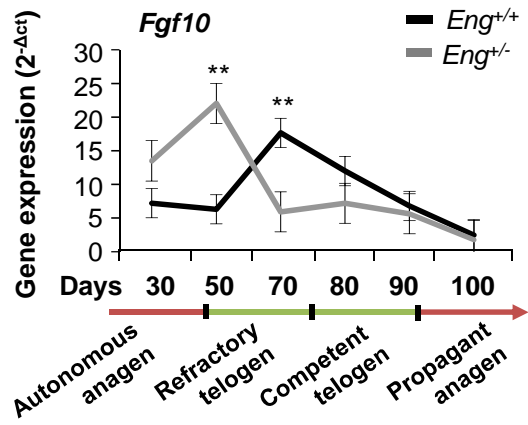 Fgf10
Eng+/+
Eng+/-
Gene expression (2-Δct)
30
25
20
15
10
5
0
**
**
Days 30 50 70 80 90 100
Autonomous
anagen
Refractory
telogen
Competent
telogen
Propagant
anagen